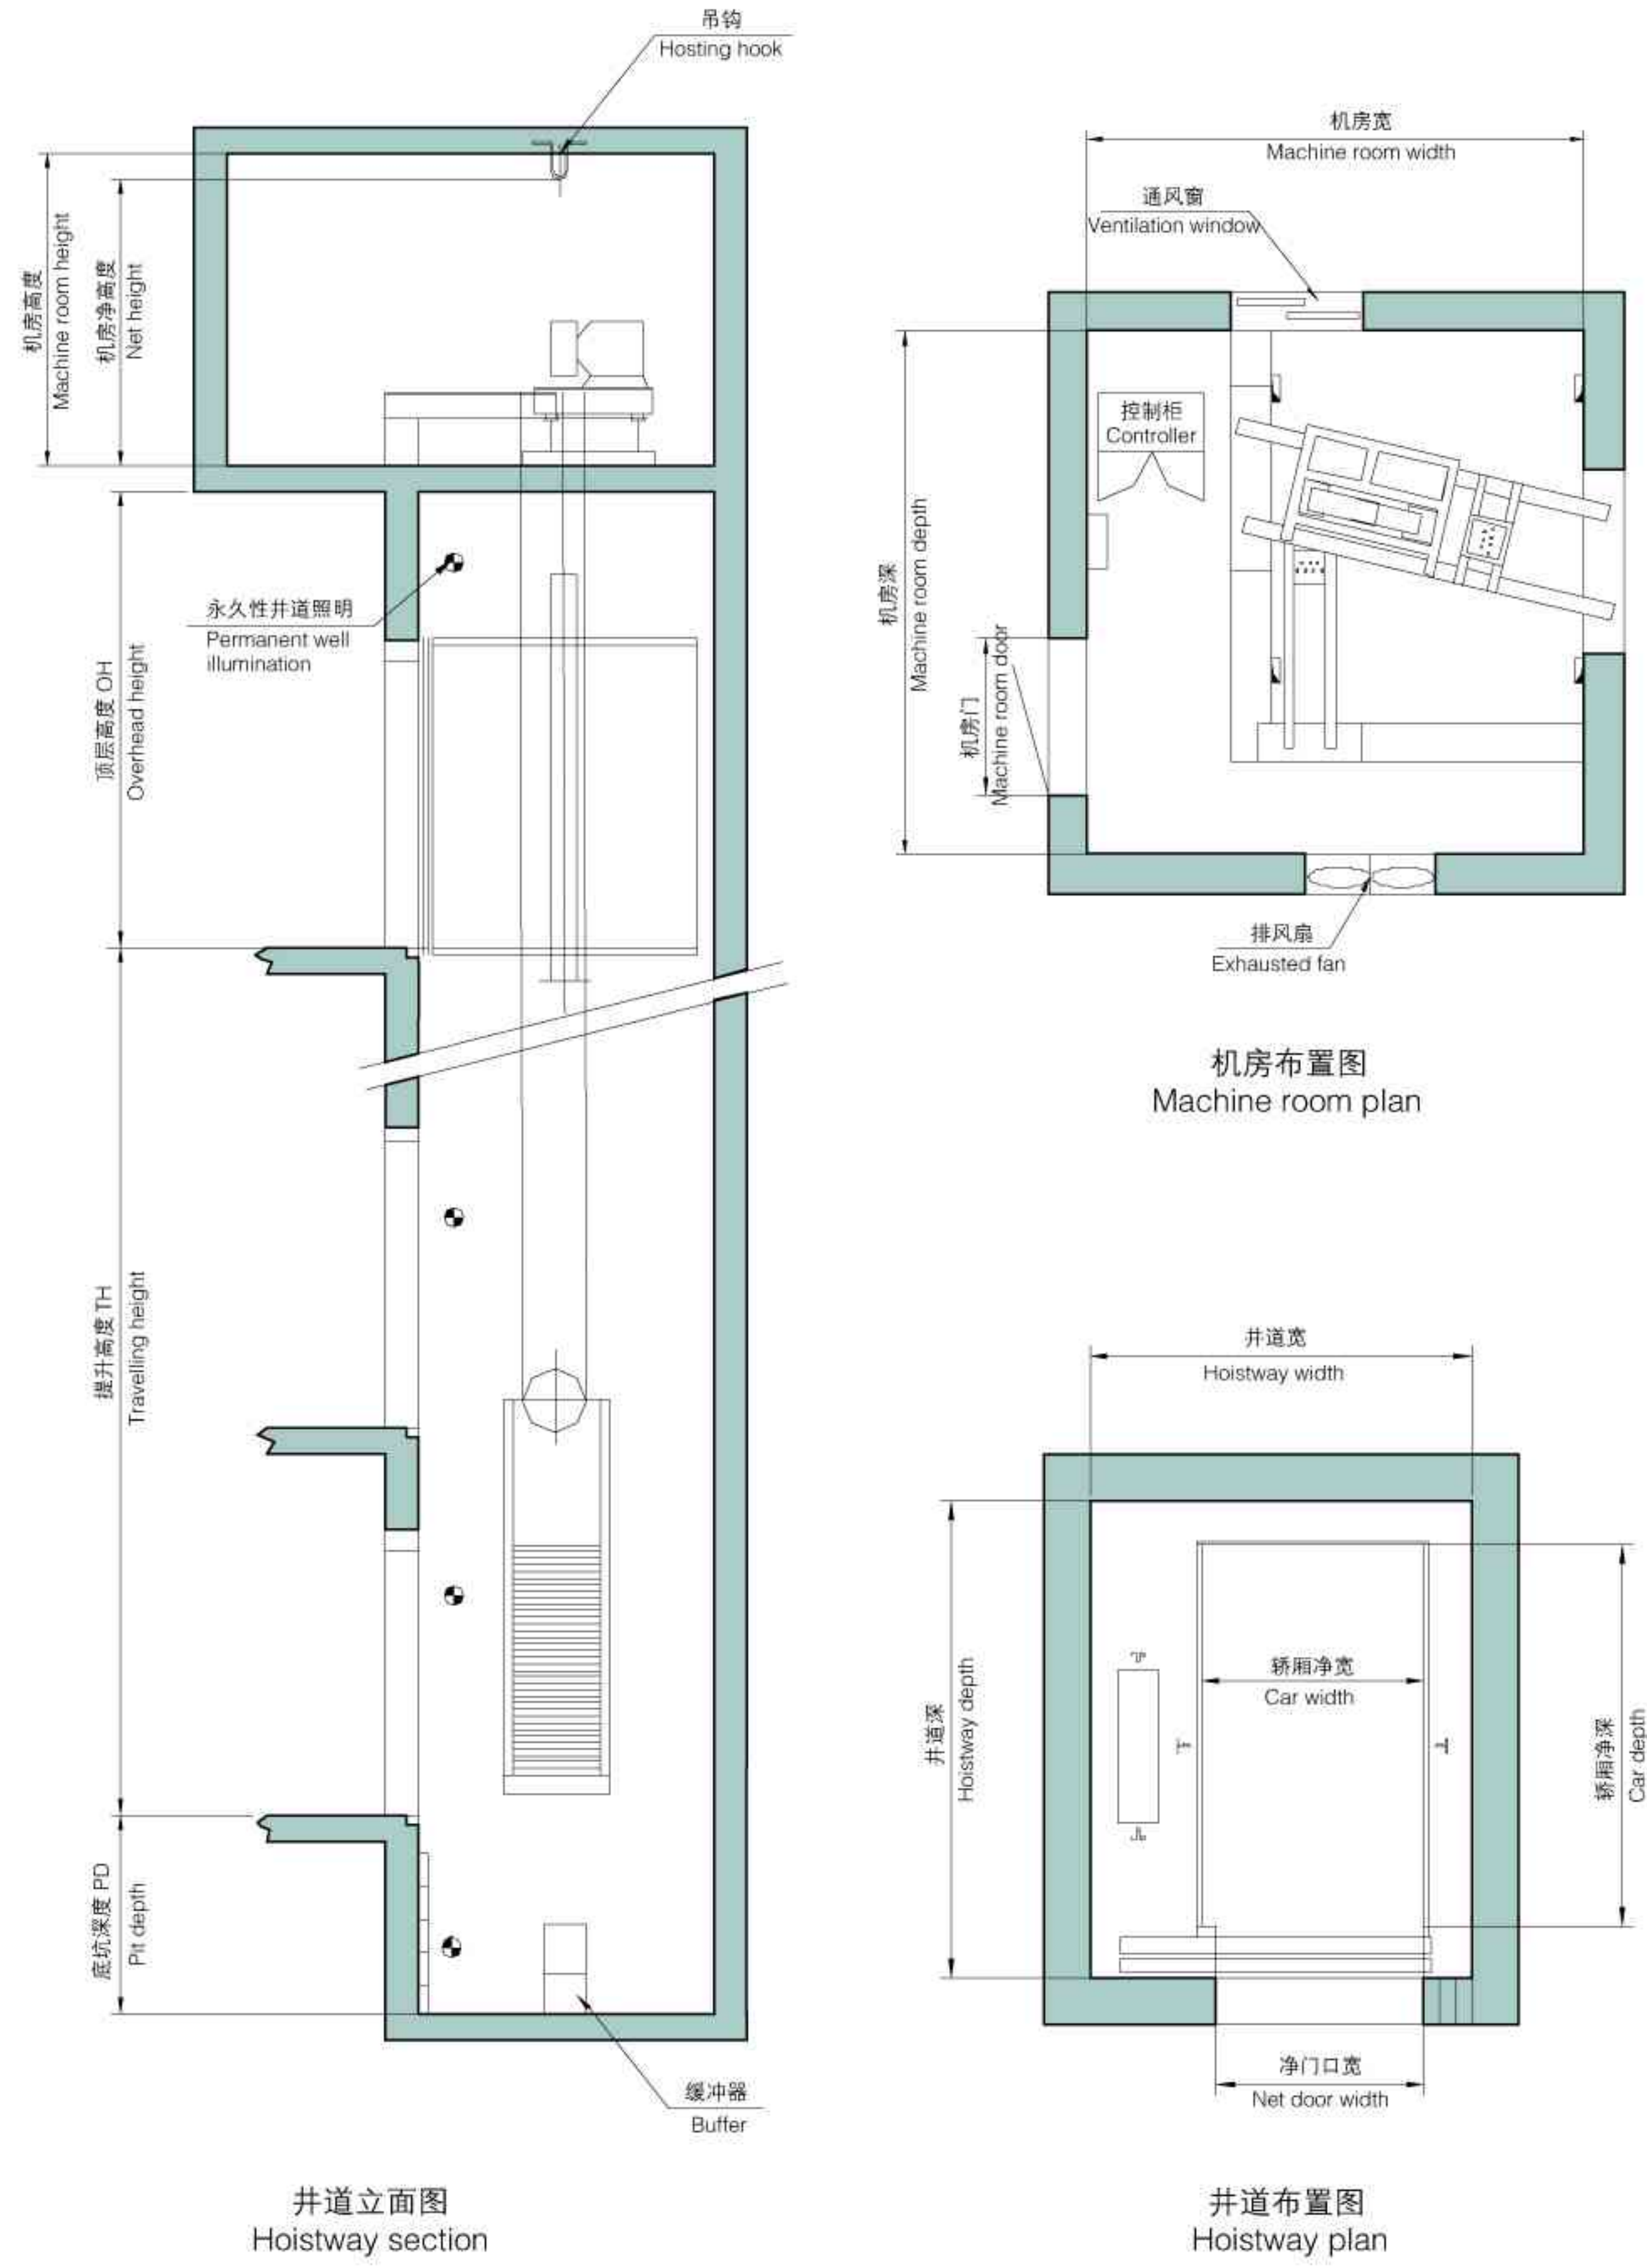 吊钩
Hosting hook
机房高度
Machine room height
机房净高度
Net height
永久性井道照明
Permanent well
illumination
顶层高度 OH
Overhead height
提升高度 TH
Travelling height
底坑深度 PD
Pit depth
缓冲器
Buffer
井道立面图
Hoistway section
机房宽
Machine room width
通风窗
Ventilation window
控制柜
Controller
机房深
Machine room depth
机房门
Machine room door
排风扇
Exhausted fan
机房布置图
Machine room plan
井道宽
Hoistway width
井道深
Hoistway depth
轿厢净宽
Car width
轿厢净深
Car depth
净门口宽
Net door width
井道布置图
Hoistway plan